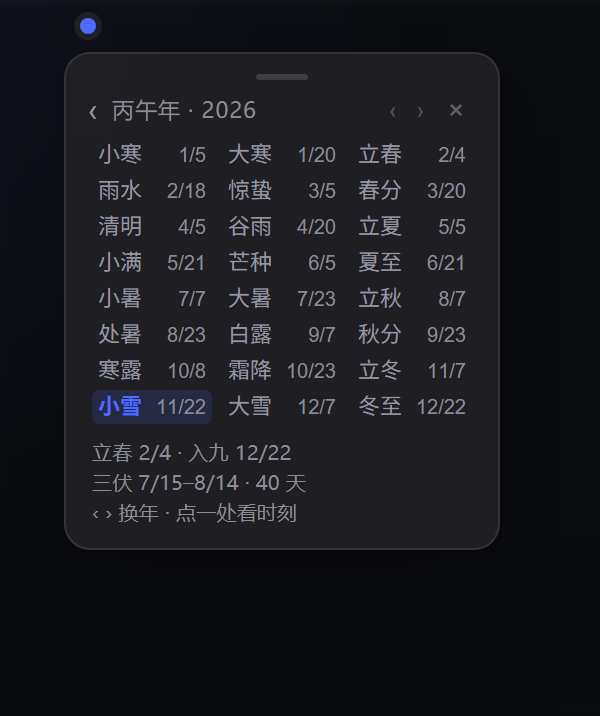 ‹ 丙午年 · 2026 ‹ › ×
小寒 1/5 大寒 1/20 立春 2/4
雨水 2/18 惊蛰 3/5 春分 3/20
清明 4/5 谷雨 4/20 立夏 5/5
小满 5/21 芒种 6/5 夏至 6/21
小暑 7/7 大暑 7/23 立秋 8/7
处暑 8/23 白露 9/7 秋分 9/23
寒露 10/8 霜降 10/23 立冬 11/7
小雪 11/22 大雪 12/7 冬至 12/22
立春 2/4 · 入九 12/22
三伏 7/15–8/14 · 40 天
‹ › 换年 · 点一处看时刻